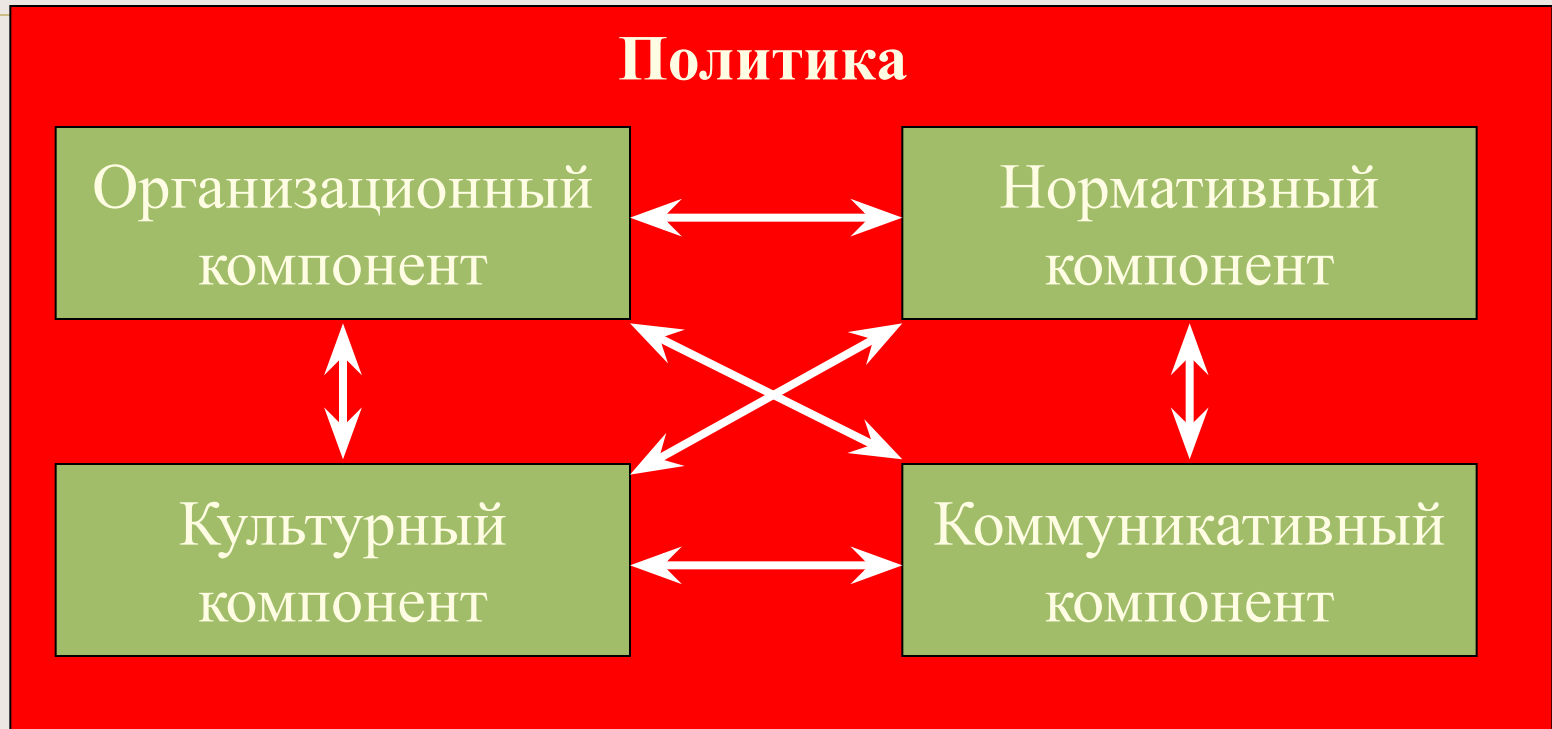 Политика
Организационный
компонент
Нормативный
компонент
Культурный
компонент
Коммуникативный
компонент